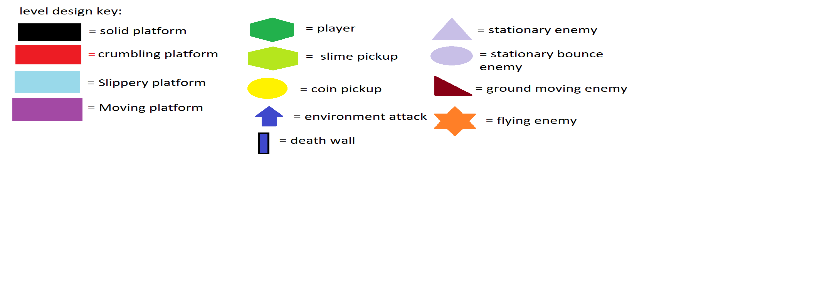 level design key:
= solid platform
= crumbling platform
= Slippery platform
= Moving platform
= player
= slime pickup
= coin pickup
= environment attack
= death wall
= stationary enemy
= stationary bounce
enemy
= ground moving enemy
= flying enemy